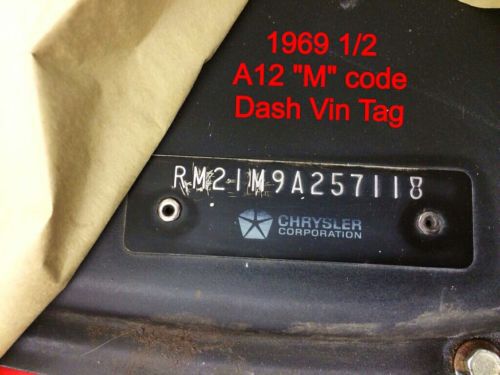 1969 1/2
A12 "M" code
Dash Vin Tag
RM21M9A257118
CHRYSLER
CORPORATION